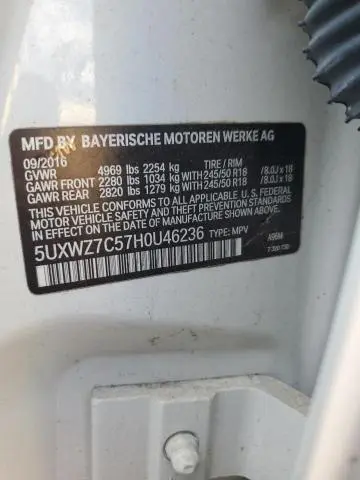 MFD BY BAYERISCHE MOTOREN WERKE AG
09/2016 TIRE / RIM
GVWR 4969 lbs 2254 kg
GAWR FRONT 2280 lbs 1034 kg WITH 245/50 R18 / 8.0J x 18
GAWR REAR 2820 lbs 1279 kg WITH 245/50 R18 / 8.0J x 18
THIS VEHICLE CONFORMS TO ALL APPLICABLE U.S. FEDERAL
MOTOR VEHICLE SAFETY STANDARDS
IN EFFECT ON THE DATE OF MANUFACTURE SHOWN ABOVE.
5UXWZ7C57H0U46236 TYPE: MPV